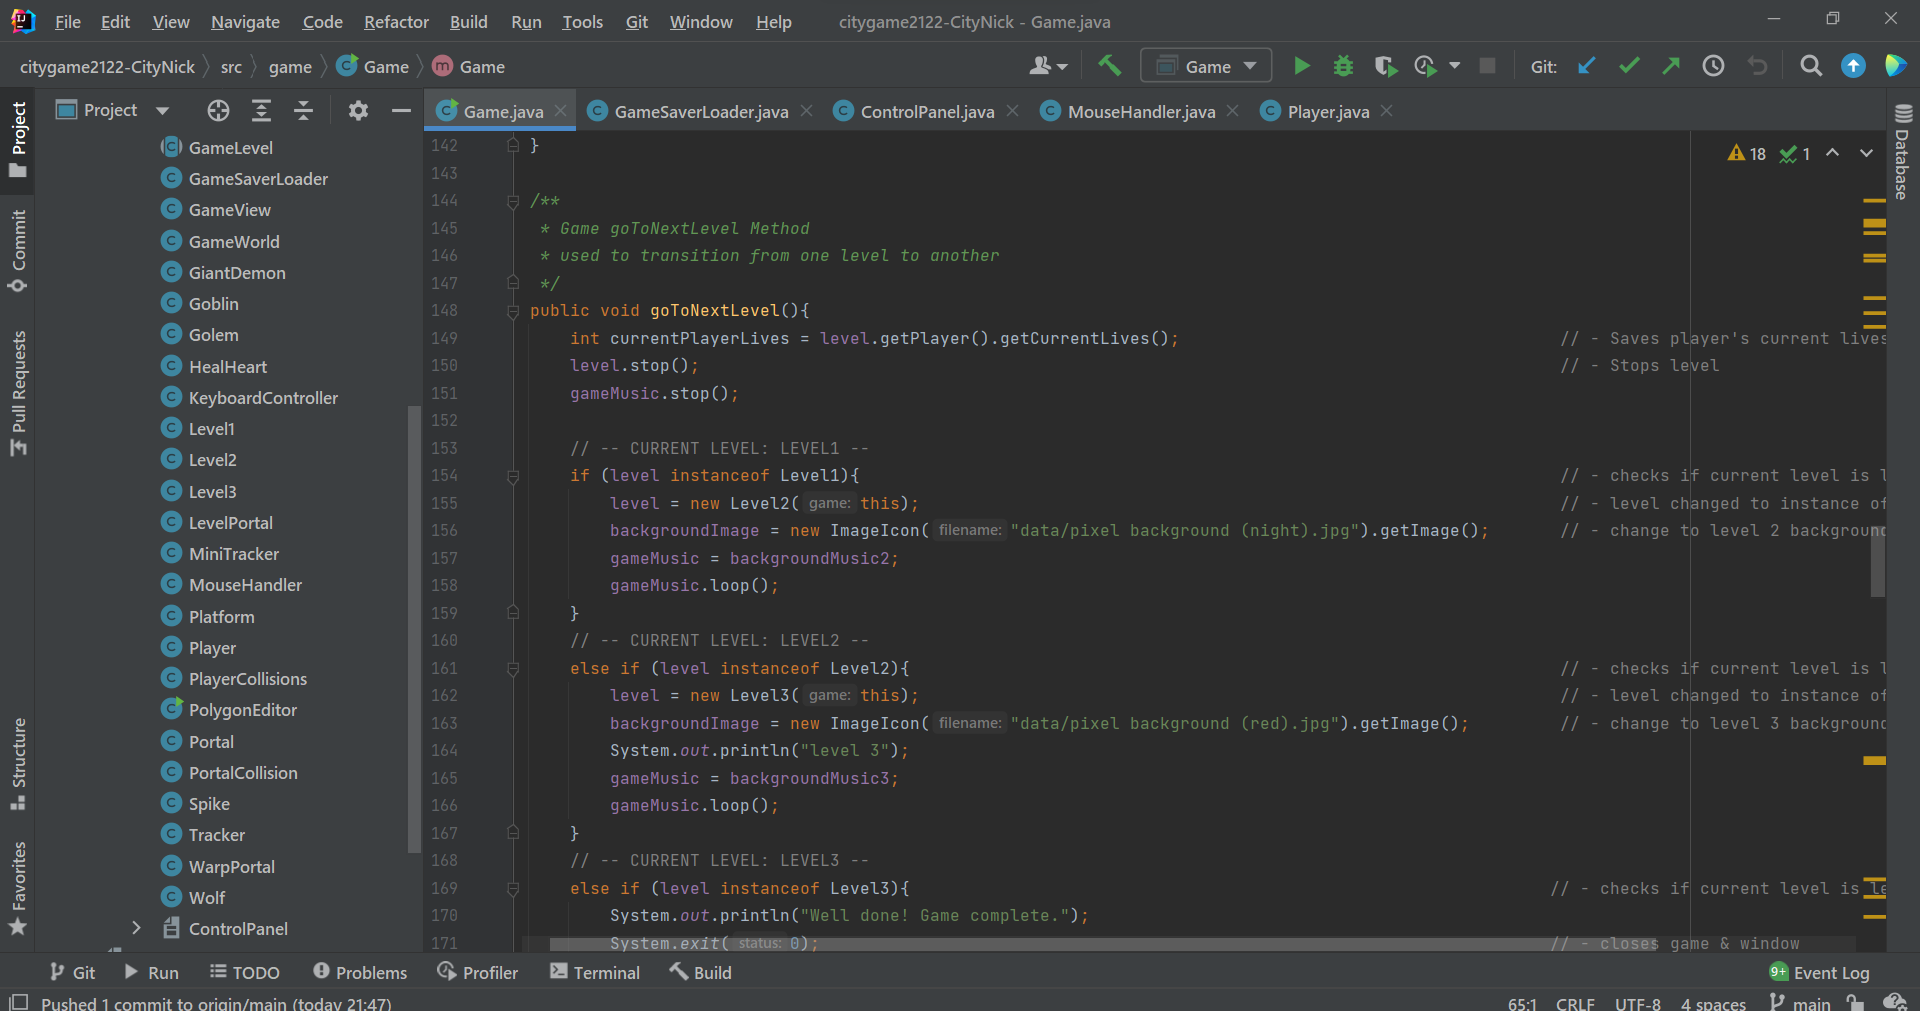 File Edit View Navigate Code Refactor Build Run Tools Git Window Help citygame2122-CityNick - Game.java
citygame2122-CityNick src game Game m Game Game Git:
Project Game.java GameSaverLoader.java ControlPanel.java MouseHandler.java Player.java
Project
Commit
Pull Requests
Structure
Favorites
Database
GameLevel
GameSaverLoader
GameView
GameWorld
GiantDemon
Goblin
Golem
HealHeart
KeyboardController
Level1
Level2
Level3
LevelPortal
MiniTracker
MouseHandler
Platform
Player
PlayerCollisions
PolygonEditor
Portal
PortalCollision
Spike
Tracker
WarpPortal
Wolf
ControlPanel
18 1
142 }
143
144 /**
145 * Game goToNextLevel Method
146 * used to transition from one level to another
147 */
148 public void goToNextLevel(){
149 int currentPlayerLives = level.getPlayer().getCurrentLives(); // - Saves player's current lives
150 level.stop(); // - Stops level
151 gameMusic.stop();
152
153 // -- CURRENT LEVEL: LEVEL1 --
154 if (level instanceof Level1){ // - checks if current level is l
155 level = new Level2( game: this); // - level changed to instance of
156 backgroundImage = new ImageIcon( filename: "data/pixel background (night).jpg").getImage(); // - change to level 2 background
157 gameMusic = backgroundMusic2;
158 gameMusic.loop();
159 }
160 // -- CURRENT LEVEL: LEVEL2 --
161 else if (level instanceof Level2){ // - checks if current level is l
162 level = new Level3( game: this); // - level changed to instance of
163 backgroundImage = new ImageIcon( filename: "data/pixel background (red).jpg").getImage(); // - change to level 3 background
164 System.out.println("level 3");
165 gameMusic = backgroundMusic3;
166 gameMusic.loop();
167 }
168 // -- CURRENT LEVEL: LEVEL3 --
169 else if (level instanceof Level3){ // - checks if current level is le
170 System.out.println("Well done! Game complete.");
171 System.exit( status: 0); // - closes game & window
Git Run TODO Problems Profiler Terminal Build 9+ Event Log
Pushed 1 commit to origin/main (today 21:47) 65:1 CRLF UTF-8 4 spaces main